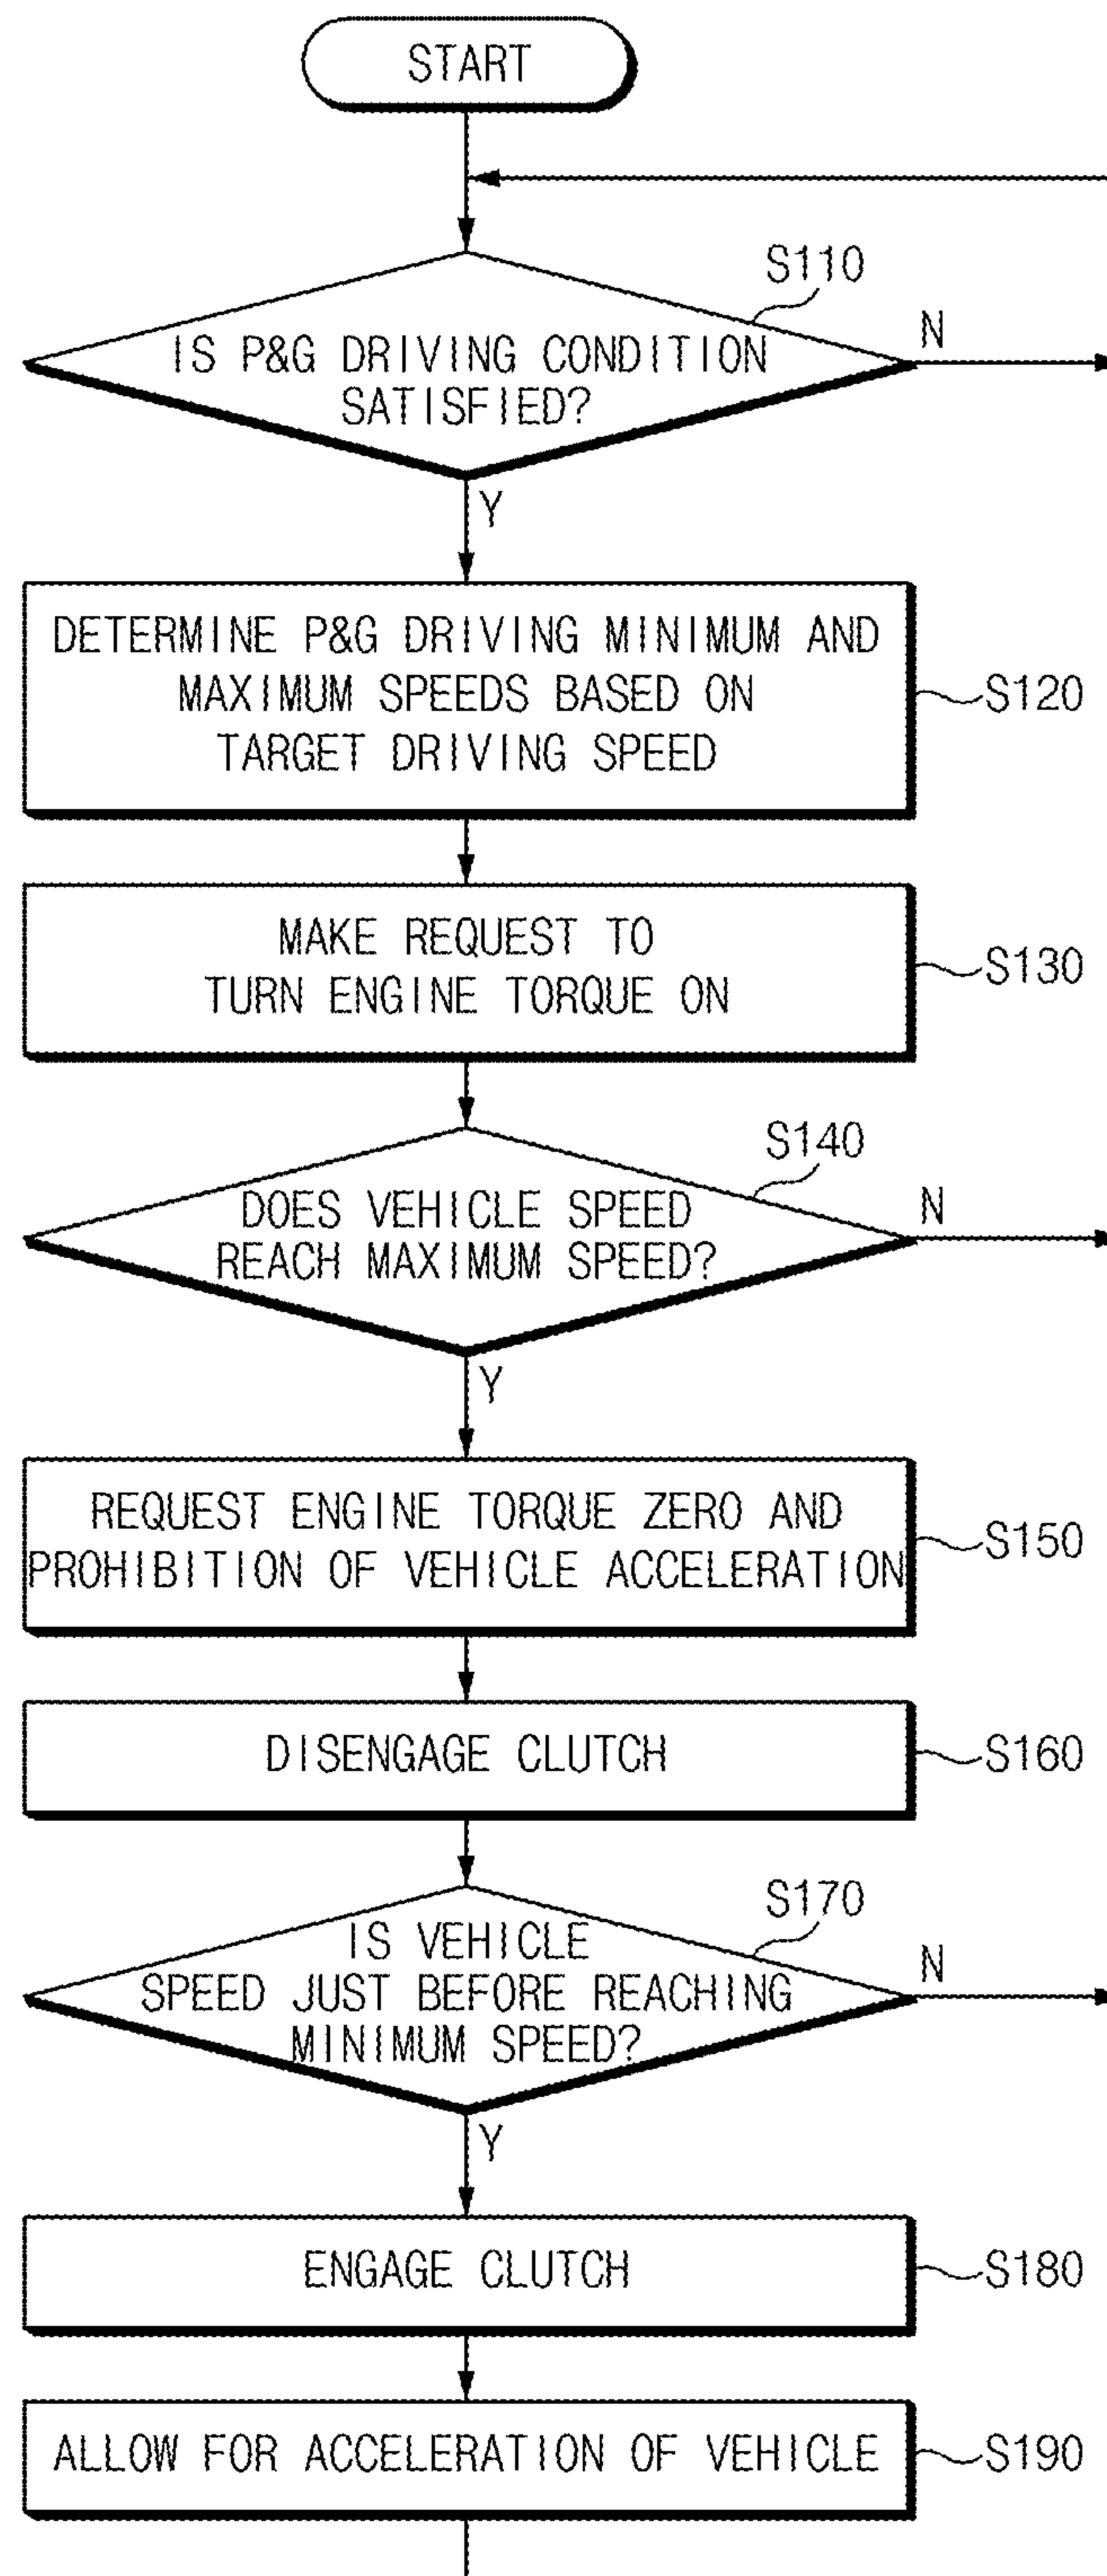 START
S110
IS P&G DRIVING CONDITION
SATISFIED?
N
Y
DETERMINE P&G DRIVING MINIMUM AND
MAXIMUM SPEEDS BASED ON
TARGET DRIVING SPEED
S120
MAKE REQUEST TO
TURN ENGINE TORQUE ON
S130
S140
DOES VEHICLE SPEED
REACH MAXIMUM SPEED?
N
Y
REQUEST ENGINE TORQUE ZERO AND
PROHIBITION OF VEHICLE ACCELERATION
S150
DISENGAGE CLUTCH
S160
S170
IS VEHICLE
SPEED JUST BEFORE REACHING
MINIMUM SPEED?
N
Y
ENGAGE CLUTCH
S180
ALLOW FOR ACCELERATION OF VEHICLE
S190